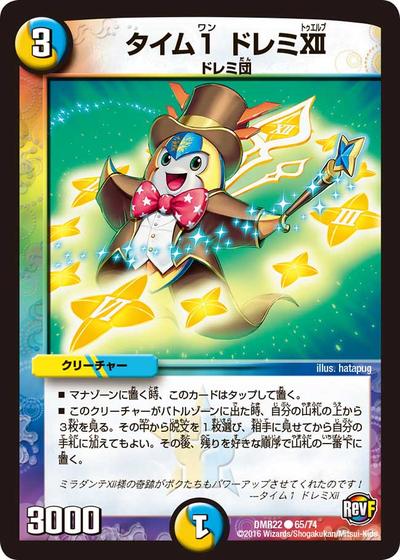 3
タイム1 ドレミⅫ
ワン トゥエルブ
ドレミ団
だん
XII
III
VI
クリーチャー
illus. hatapug
■ マナゾーンに置く時、このカードはタップして置く。
■ このクリーチャーがバトルゾーンに出た時、自分の山札の上から
3枚を見る。その中から呪文を1枚選び、相手に見せてから自分の
手札に加えてもよい。その後、残りを好きな順序で山札の一番下に
置く。
ミラダンテXII様の奇跡がボクたちもパワーアップさせてくれたのです!
---タイム1 ドレミXII
3000
1
DMR22 ● 65/74
©2016 Wizards/Shogakukan/Mitsui-Kids
RevF